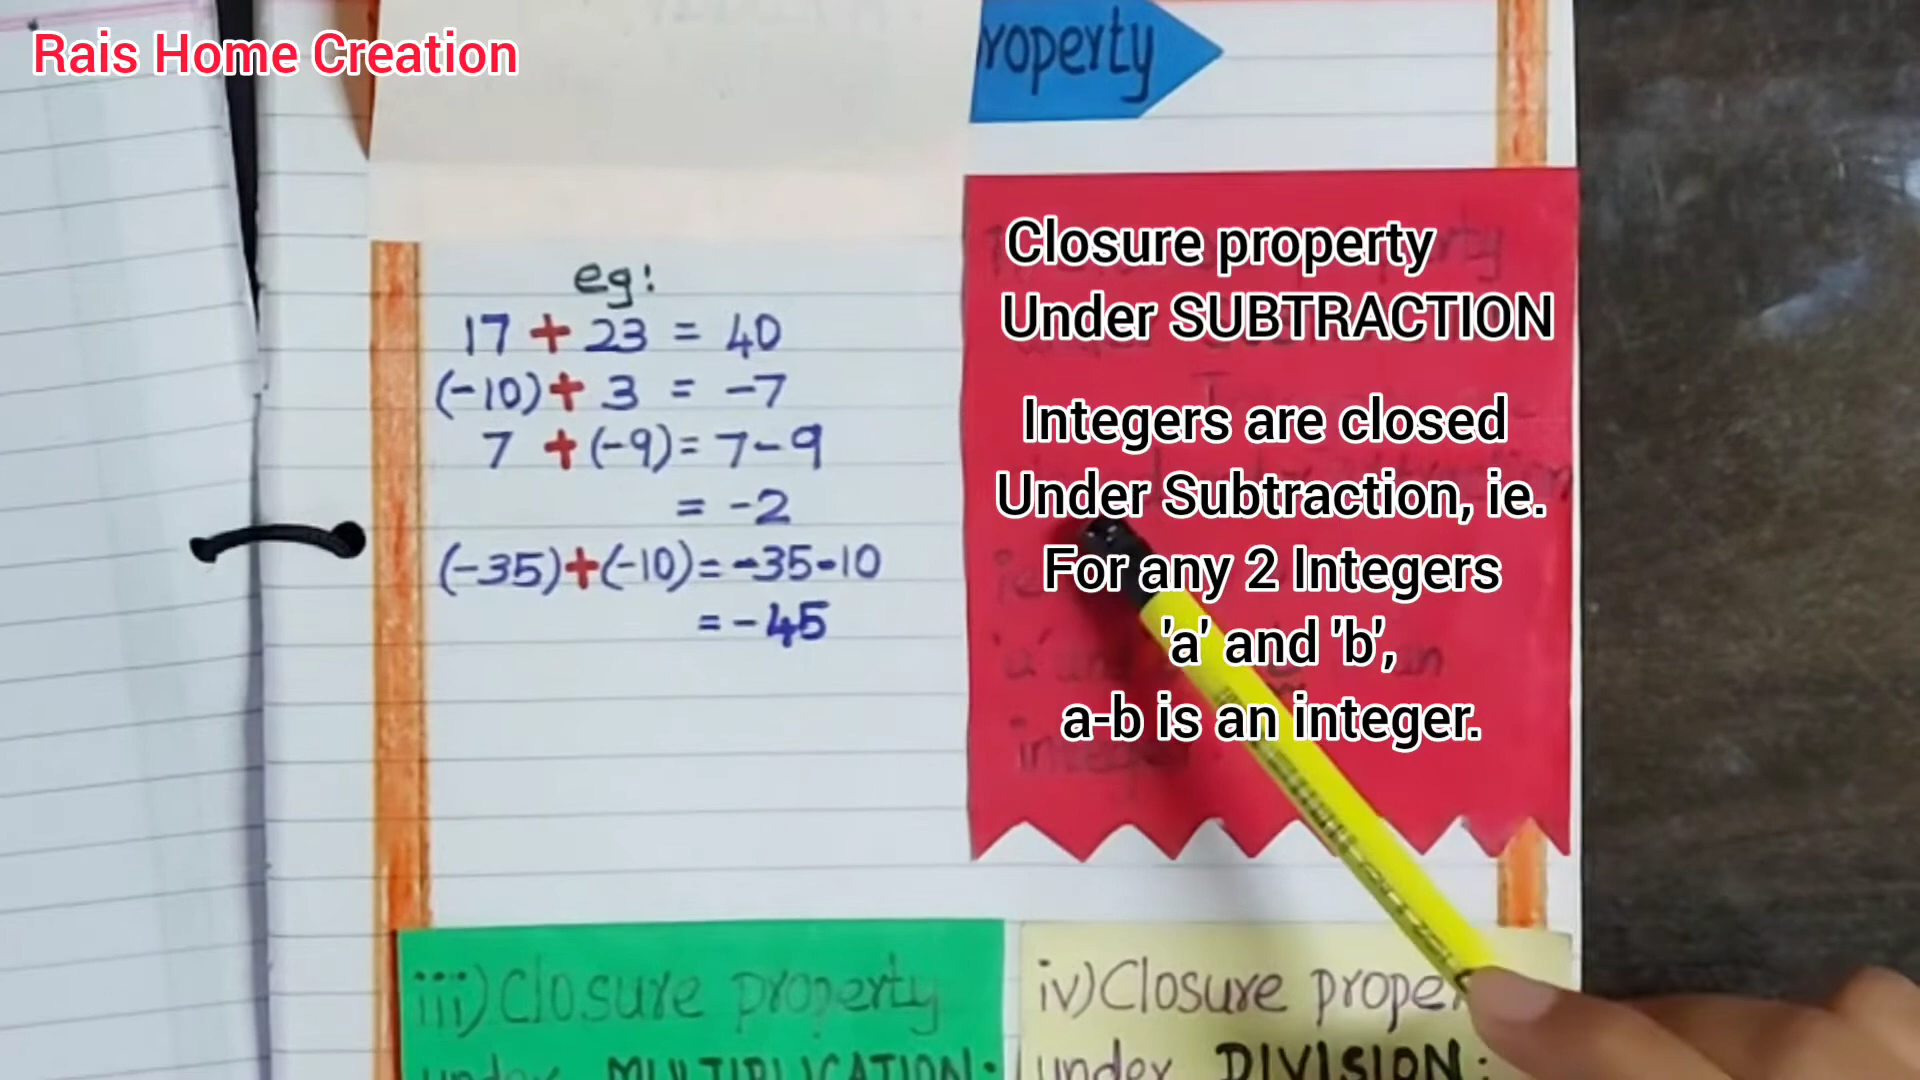 Rais Home Creation
roperty
eg:
17 + 23 = 40
(-10) + 3 = -7
7 + (-9) = 7-9
= -2
(-35)+(-10) = -35-10
= -45
Closure property
Under SUBTRACTION
Integers are closed
Under Subtraction, ie.
For any 2 Integers
'a' and 'b',
a-b is an integer.
iii) Closure property
under MULTIPLICATION:
iv) Closure proper
under DIVISION: